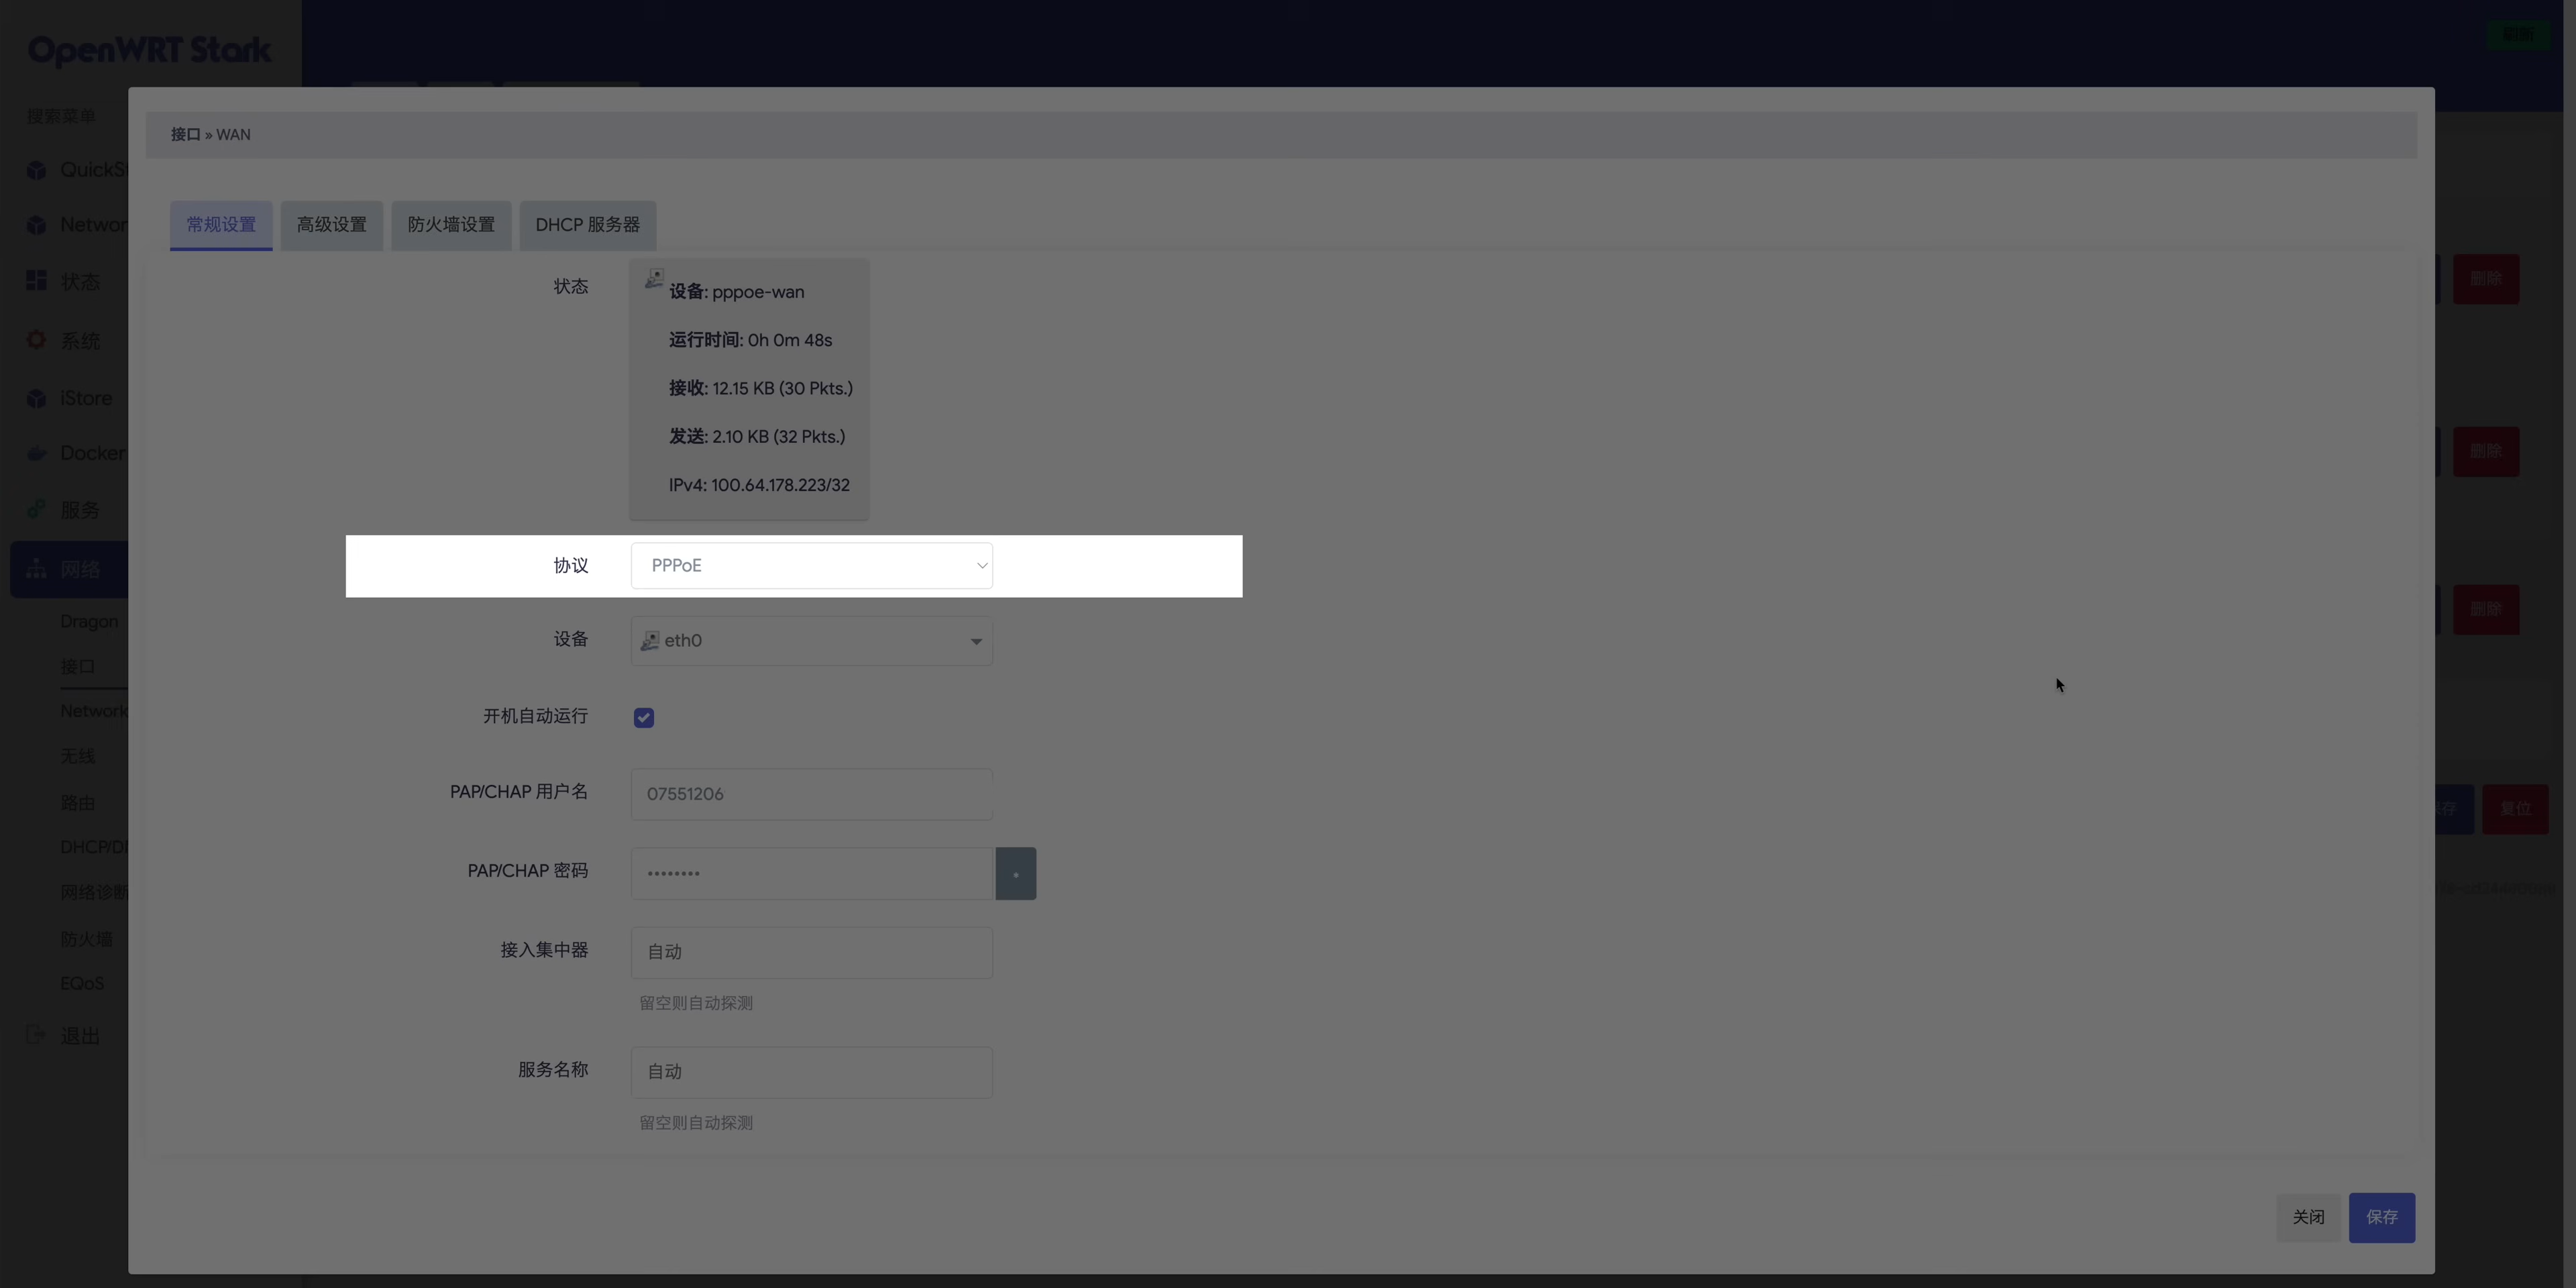 OpenWRT Stark
刷新
搜索菜单
接口 » WAN
QuickSt
Networ
状态
系统
iStore
Docker
服务
网络
Dragon
接口
Network
无线
路由
DHCP/D
网络诊断
防火墙
EQoS
退出
常规设置 高级设置 防火墙设置 DHCP 服务器
状态
设备: pppoe-wan
运行时间: 0h 0m 48s
接收: 12.15 KB (30 Pkts.)
发送: 2.10 KB (32 Pkts.)
IPv4: 100.64.178.223/32
协议 PPPoE
设备 eth0
开机自动运行
PAP/CHAP 用户名 07551206
PAP/CHAP 密码 ••••••••
接入集中器 自动
留空则自动探测
服务名称 自动
留空则自动探测
删除
删除
删除
保存 复位
关闭 保存